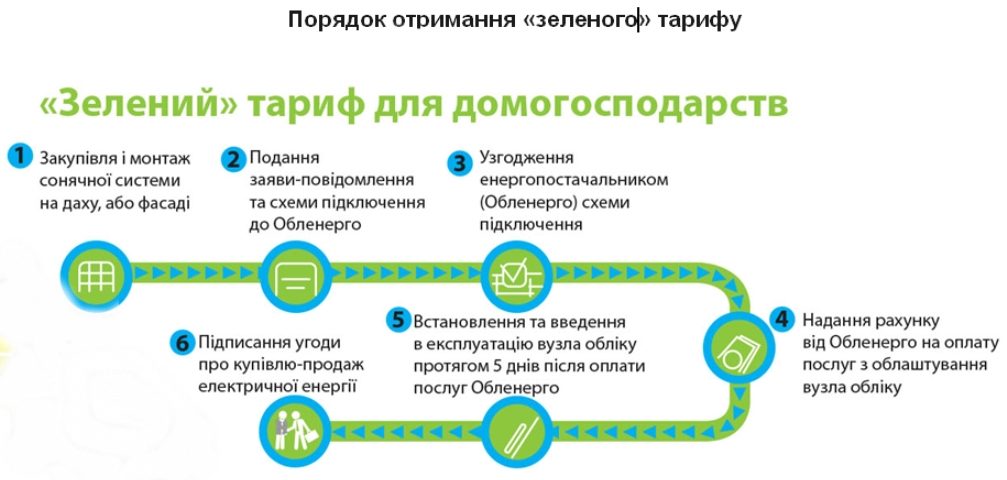 Порядок отримання «зеленого» тарифу
«Зелений» тариф для домогосподарств
1 Закупівля і монтаж
сонячної системи
на даху, або фасаді
2 Подання
заяви-повідомлення
та схеми підключення
до Обленерго
3 Узгодження
енергопостачальником
(Обленерго) схеми
підключення
4 Надання рахунку
від Обленерго на оплату
послуг з облаштування
вузла обліку
5 Встановлення та введення
в експлуатацію вузла обліку
протягом 5 днів після оплати
послуг Обленерго
6 Підписання угоди
про купівлю-продаж
електричної енергії